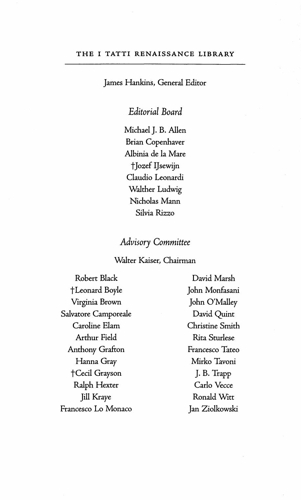 THE I TATTI RENAISSANCE LIBRARY
James Hankins, General Editor
Editorial Board
Michael J. B. Allen
Brian Copenhaver
Albinia de la Mare
†Jozef IJsewijn
Claudio Leonardi
Walther Ludwig
Nicholas Mann
Silvia Rizzo
Advisory Committee
Walter Kaiser, Chairman
Robert Black
†Leonard Boyle
Virginia Brown
Salvatore Camporeale
Caroline Elam
Arthur Field
Anthony Grafton
Hanna Gray
†Cecil Grayson
Ralph Hexter
Jill Kraye
Francesco Lo Monaco
David Marsh
John Monfasani
John O'Malley
David Quint
Christine Smith
Rita Sturlese
Francesco Tateo
Mirko Tavoni
J. B. Trapp
Carlo Vecce
Ronald Witt
Jan Ziolkowski